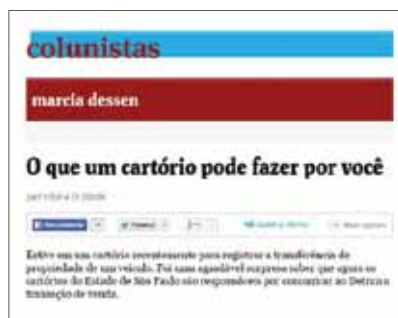 colunistas
marcia dessen
O que um cartório pode fazer por você
Estive em um cartório recentemente para registrar a transferência de
propriedade de um veículo. Foi uma agradável surpresa saber que agora os
cartórios do Estado de São Paulo são responsáveis por comunicar ao Detran a
transação de venda.